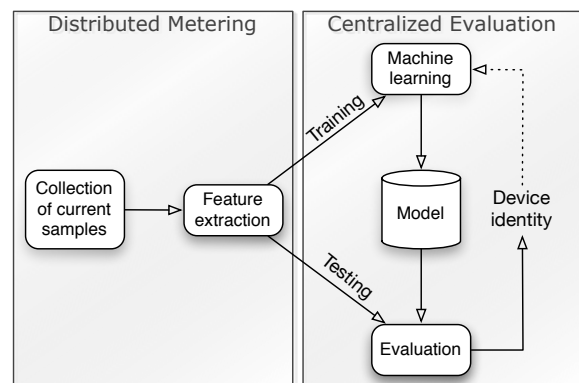 Distributed Metering
Centralized Evaluation
Machine
learning
Training
Collection
of current
samples
Feature
extraction
Model
Device
identity
Testing
Evaluation